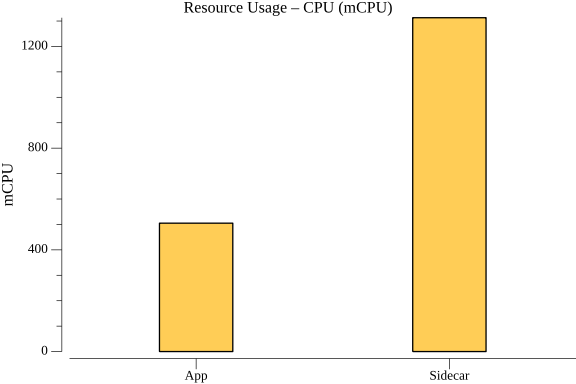 Resource Usage – CPU (mCPU)
1200
800
400
0
mCPU
App
Sidecar